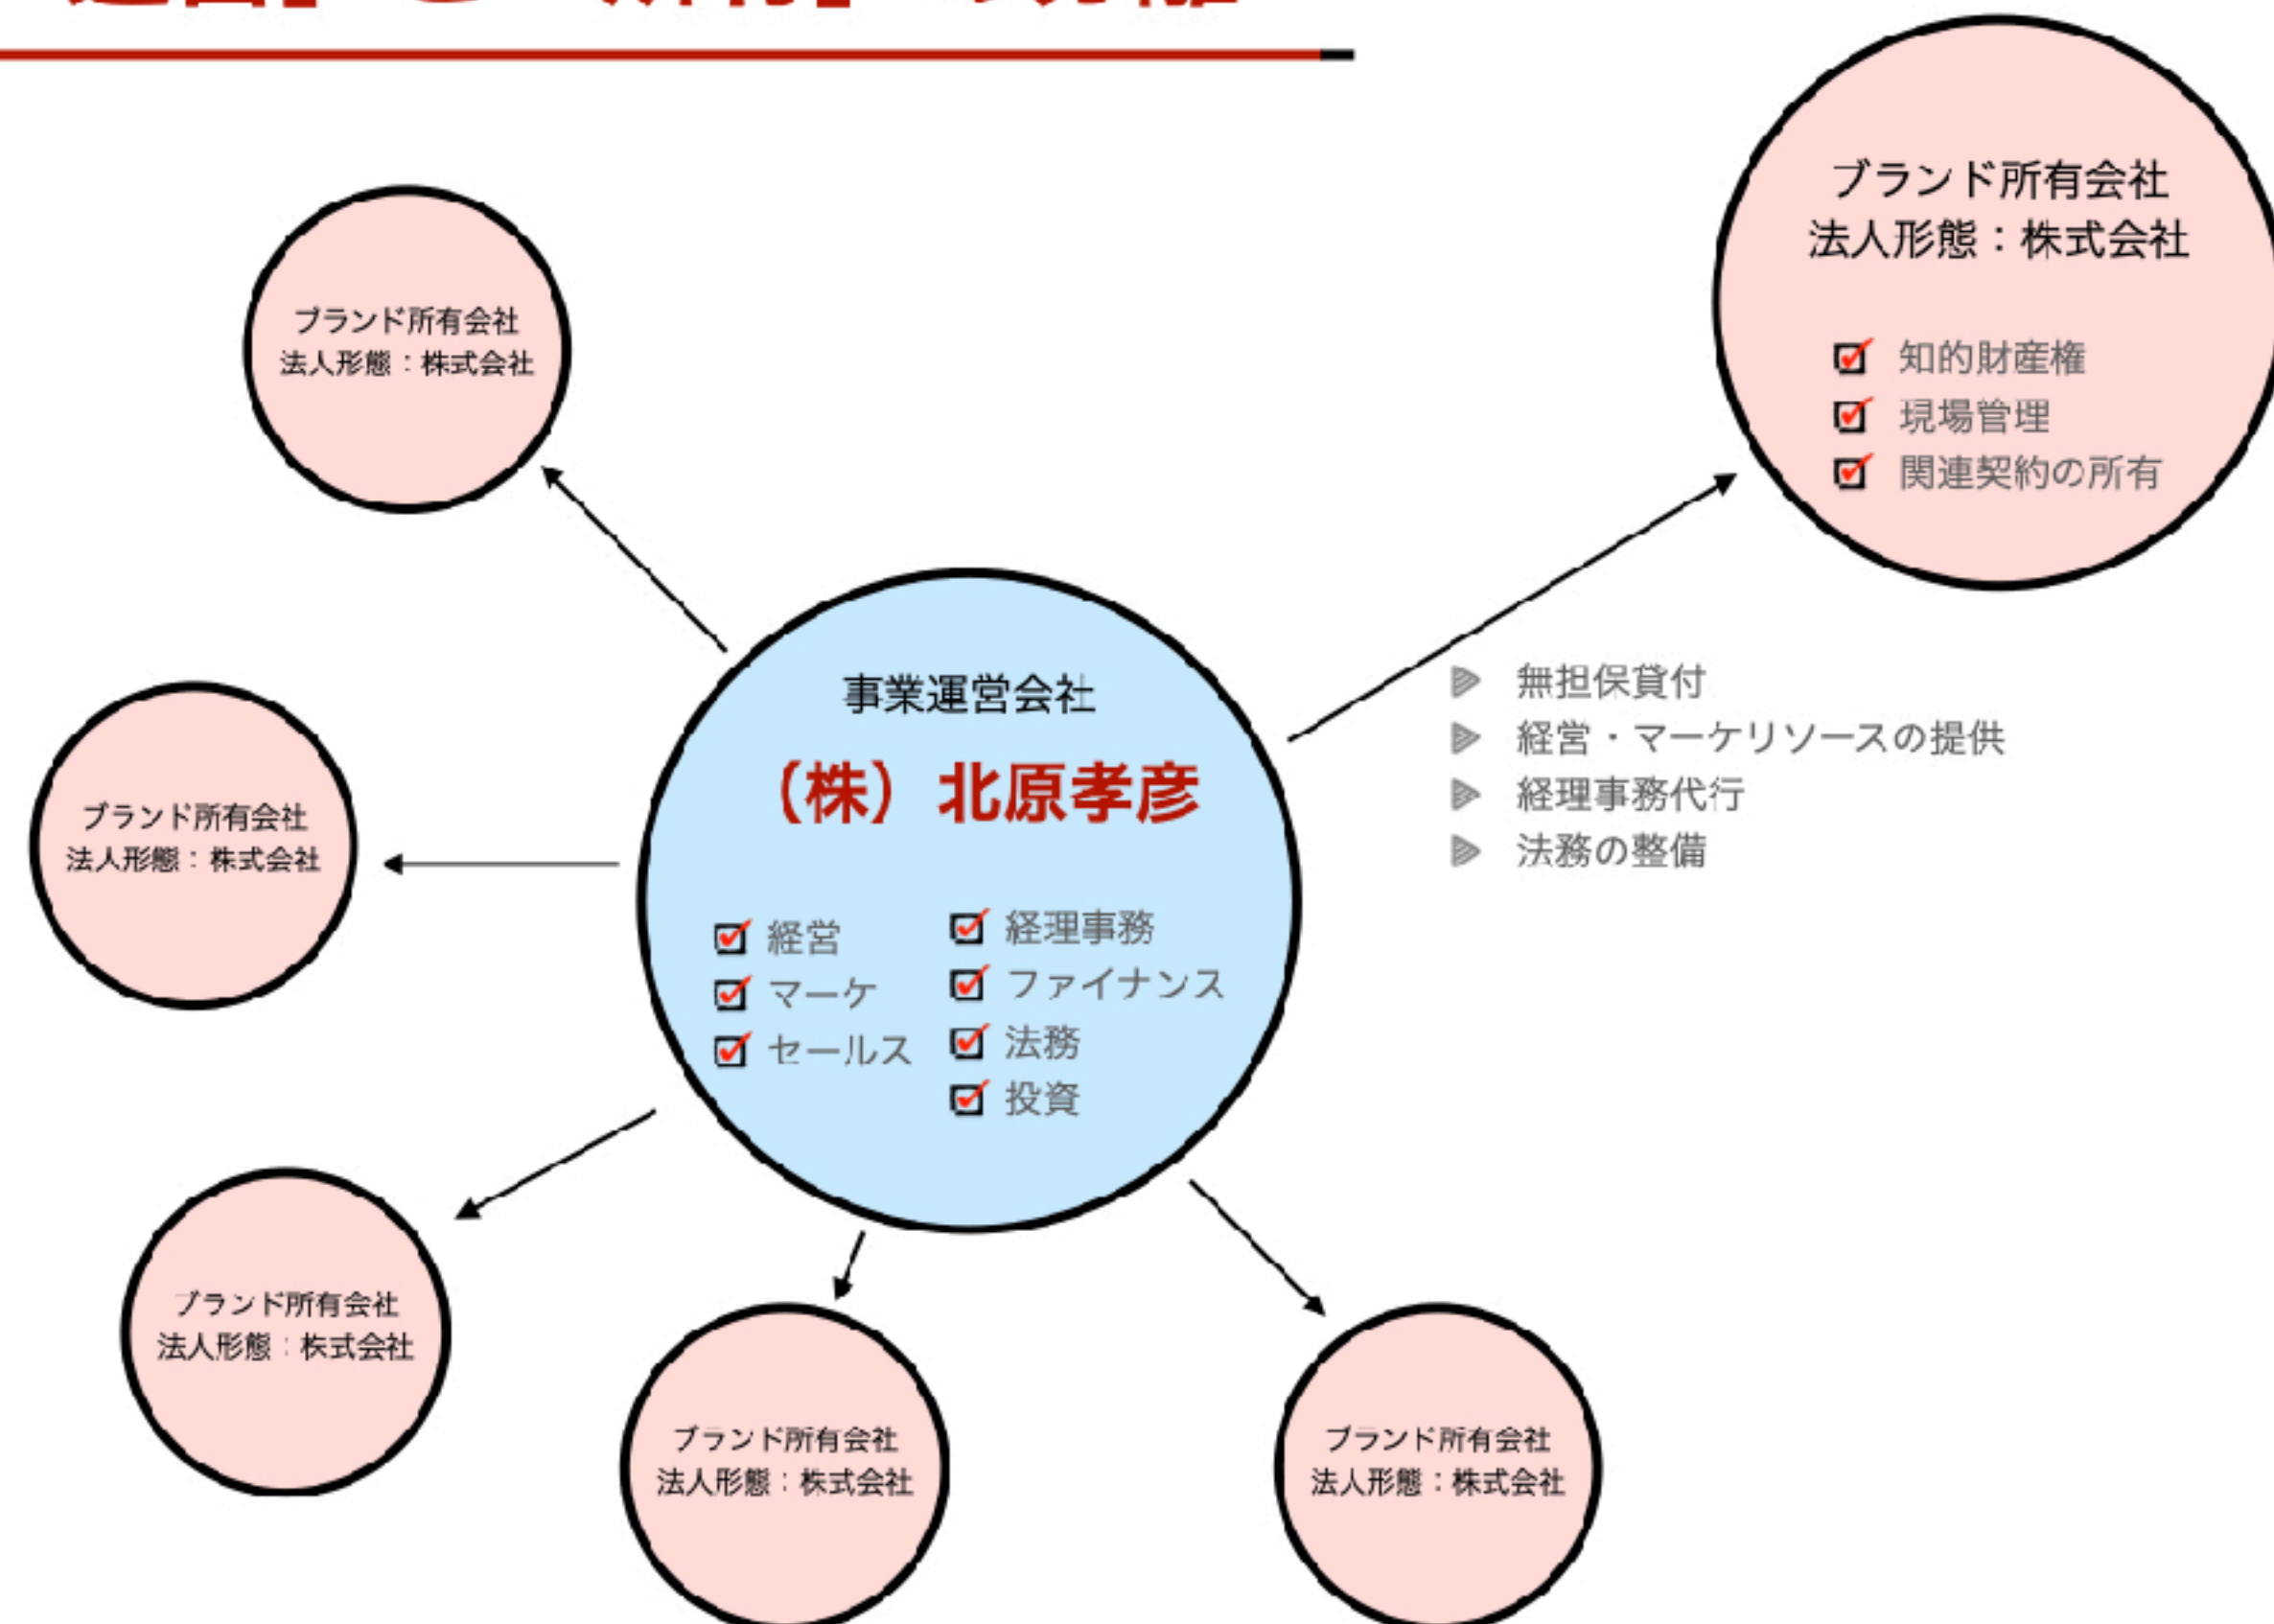 ブランド所有会社
法人形態：株式会社
知的財産権
現場管理
関連契約の所有
ブランド所有会社
法人形態：株式会社
事業運営会社
（株）北原孝彦
経営
マーケ
セールス
経理事務
ファイナンス
法務
投資
無担保貸付
経営・マーケリソースの提供
経理事務代行
法務の整備
ブランド所有会社
法人形態：株式会社
ブランド所有会社
法人形態：株式会社
ブランド所有会社
法人形態：株式会社
ブランド所有会社
法人形態：株式会社